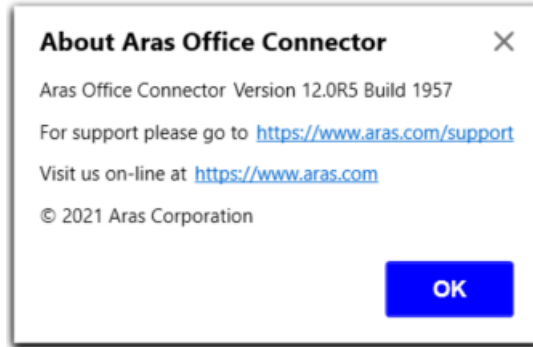 About Aras Office Connector
Aras Office Connector Version 12.0R5 Build 1957
For support please go to https://www.aras.com/support
Visit us on-line at https://www.aras.com
© 2021 Aras Corporation
OK